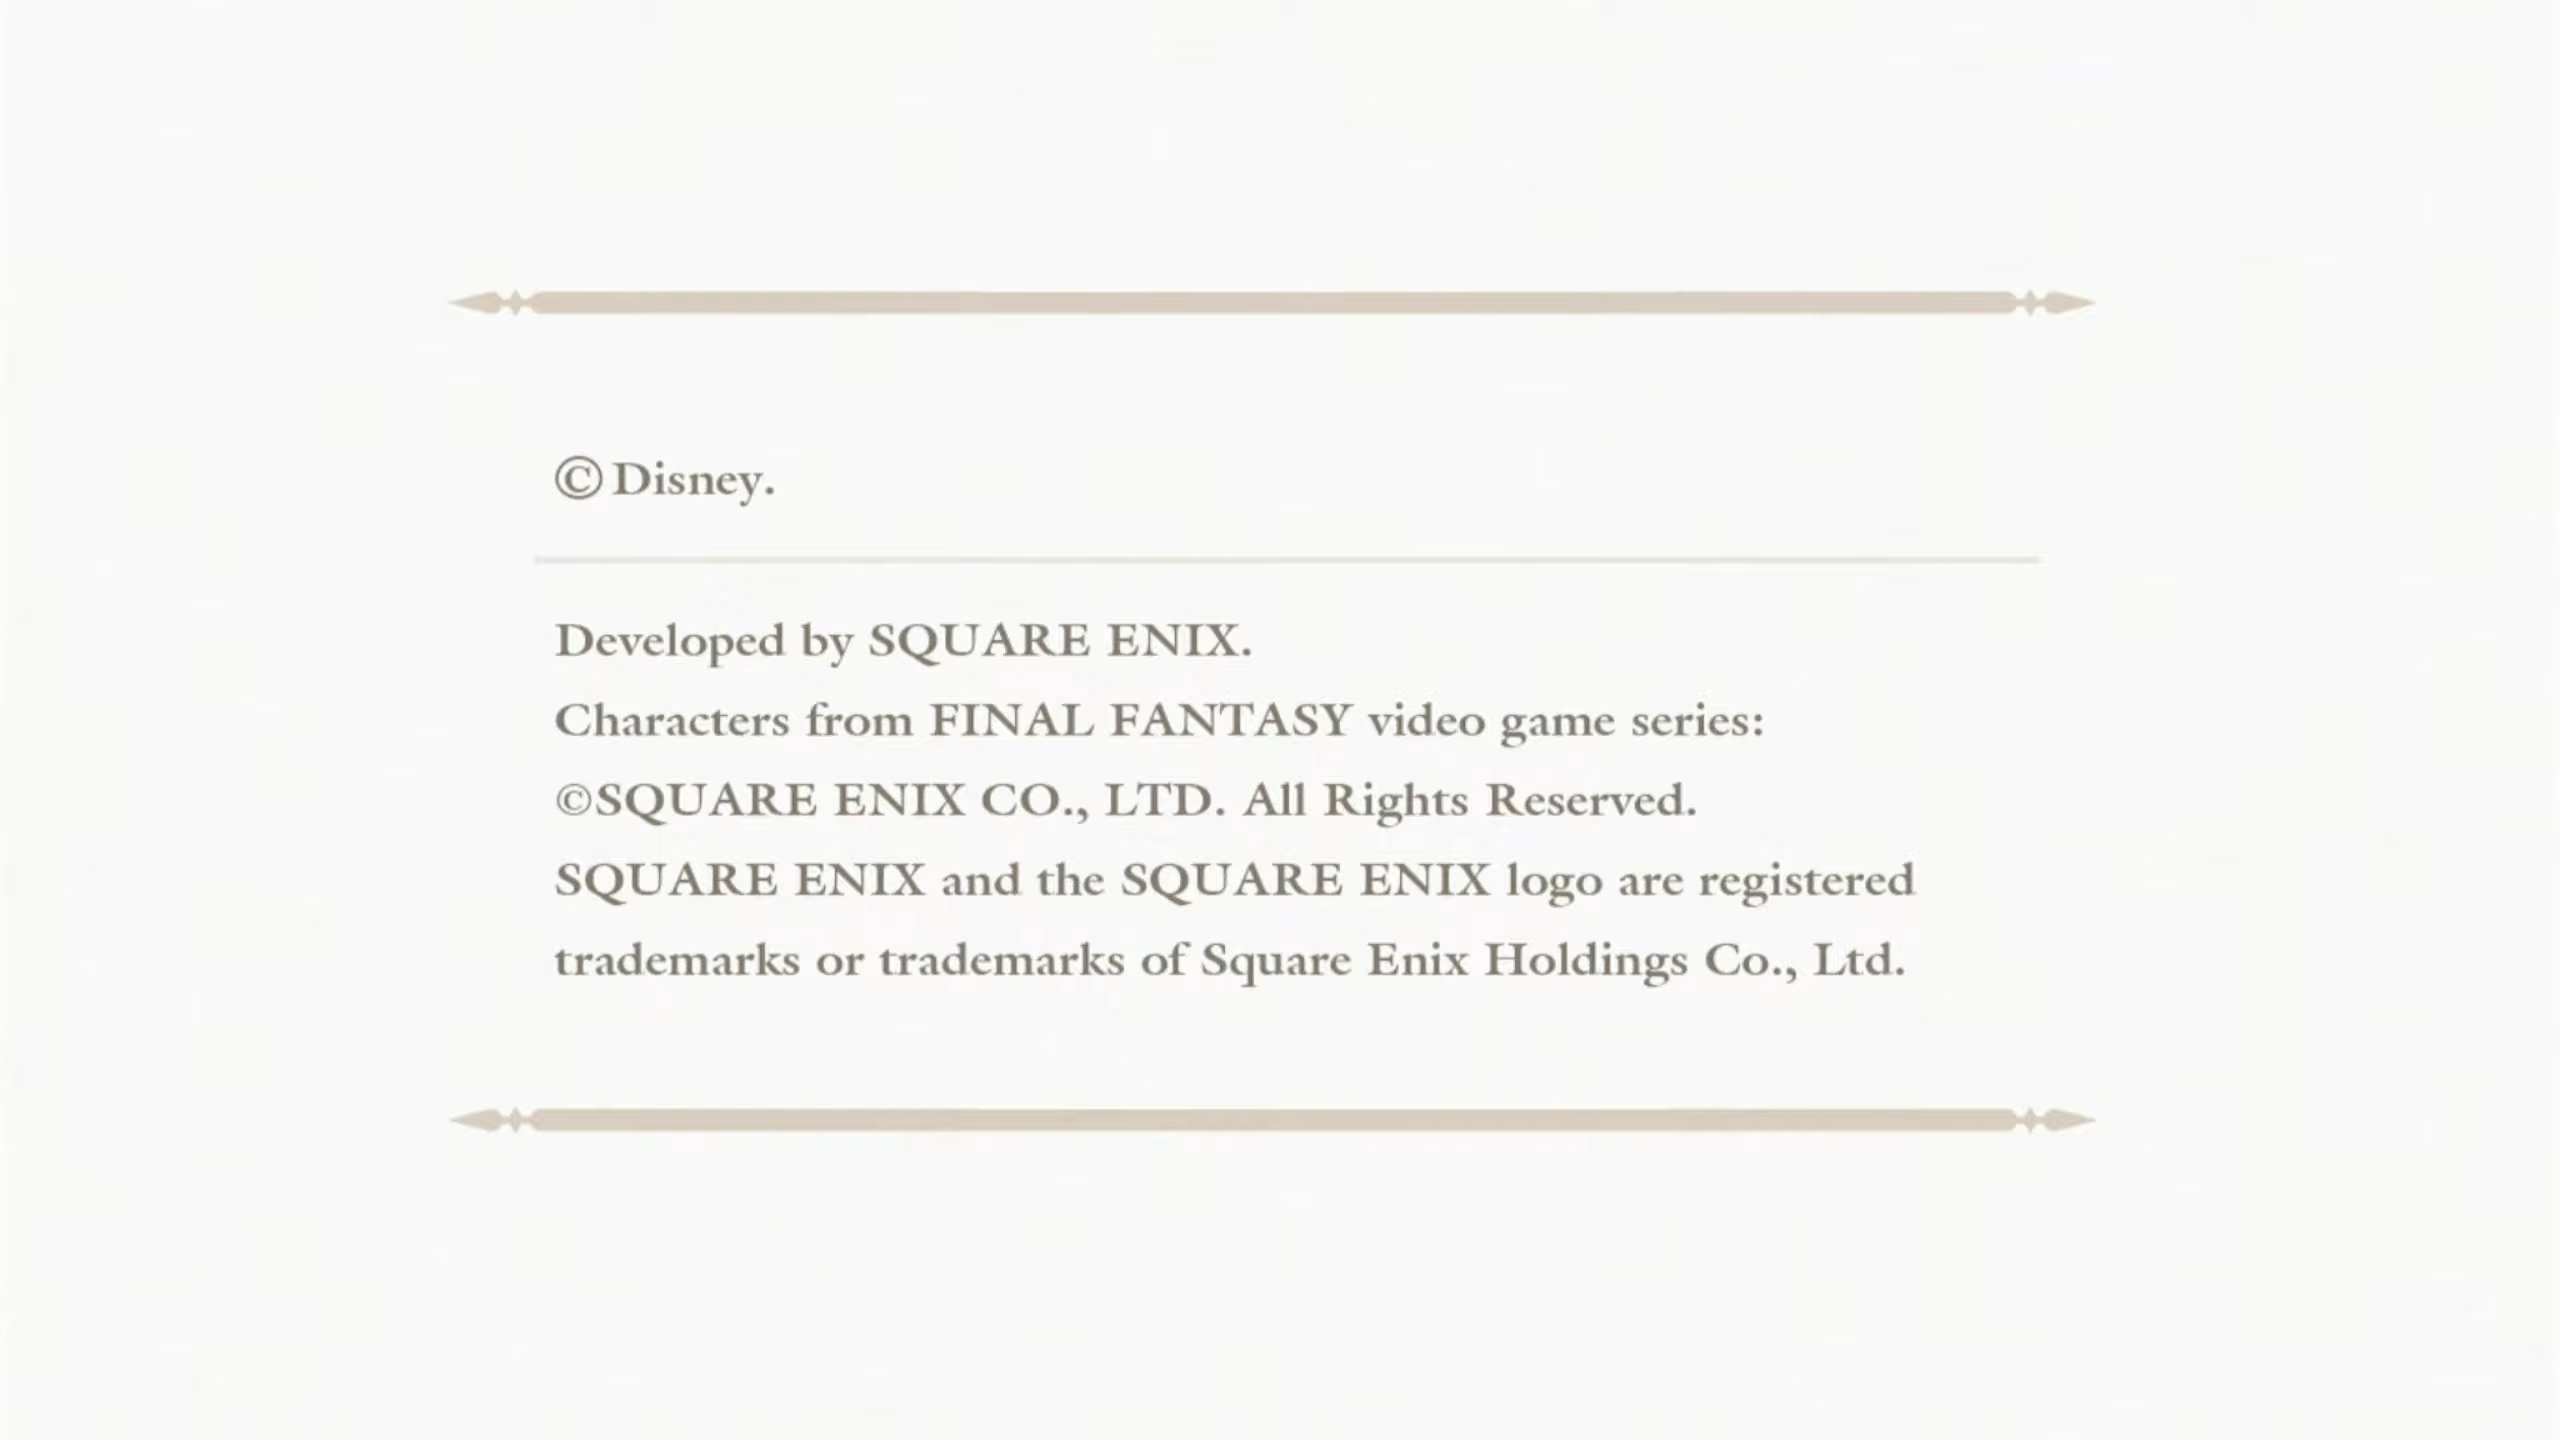 © Disney.
Developed by SQUARE ENIX.
Characters from FINAL FANTASY video game series:
©SQUARE ENIX CO., LTD. All Rights Reserved.
SQUARE ENIX and the SQUARE ENIX logo are registered
trademarks or trademarks of Square Enix Holdings Co., Ltd.